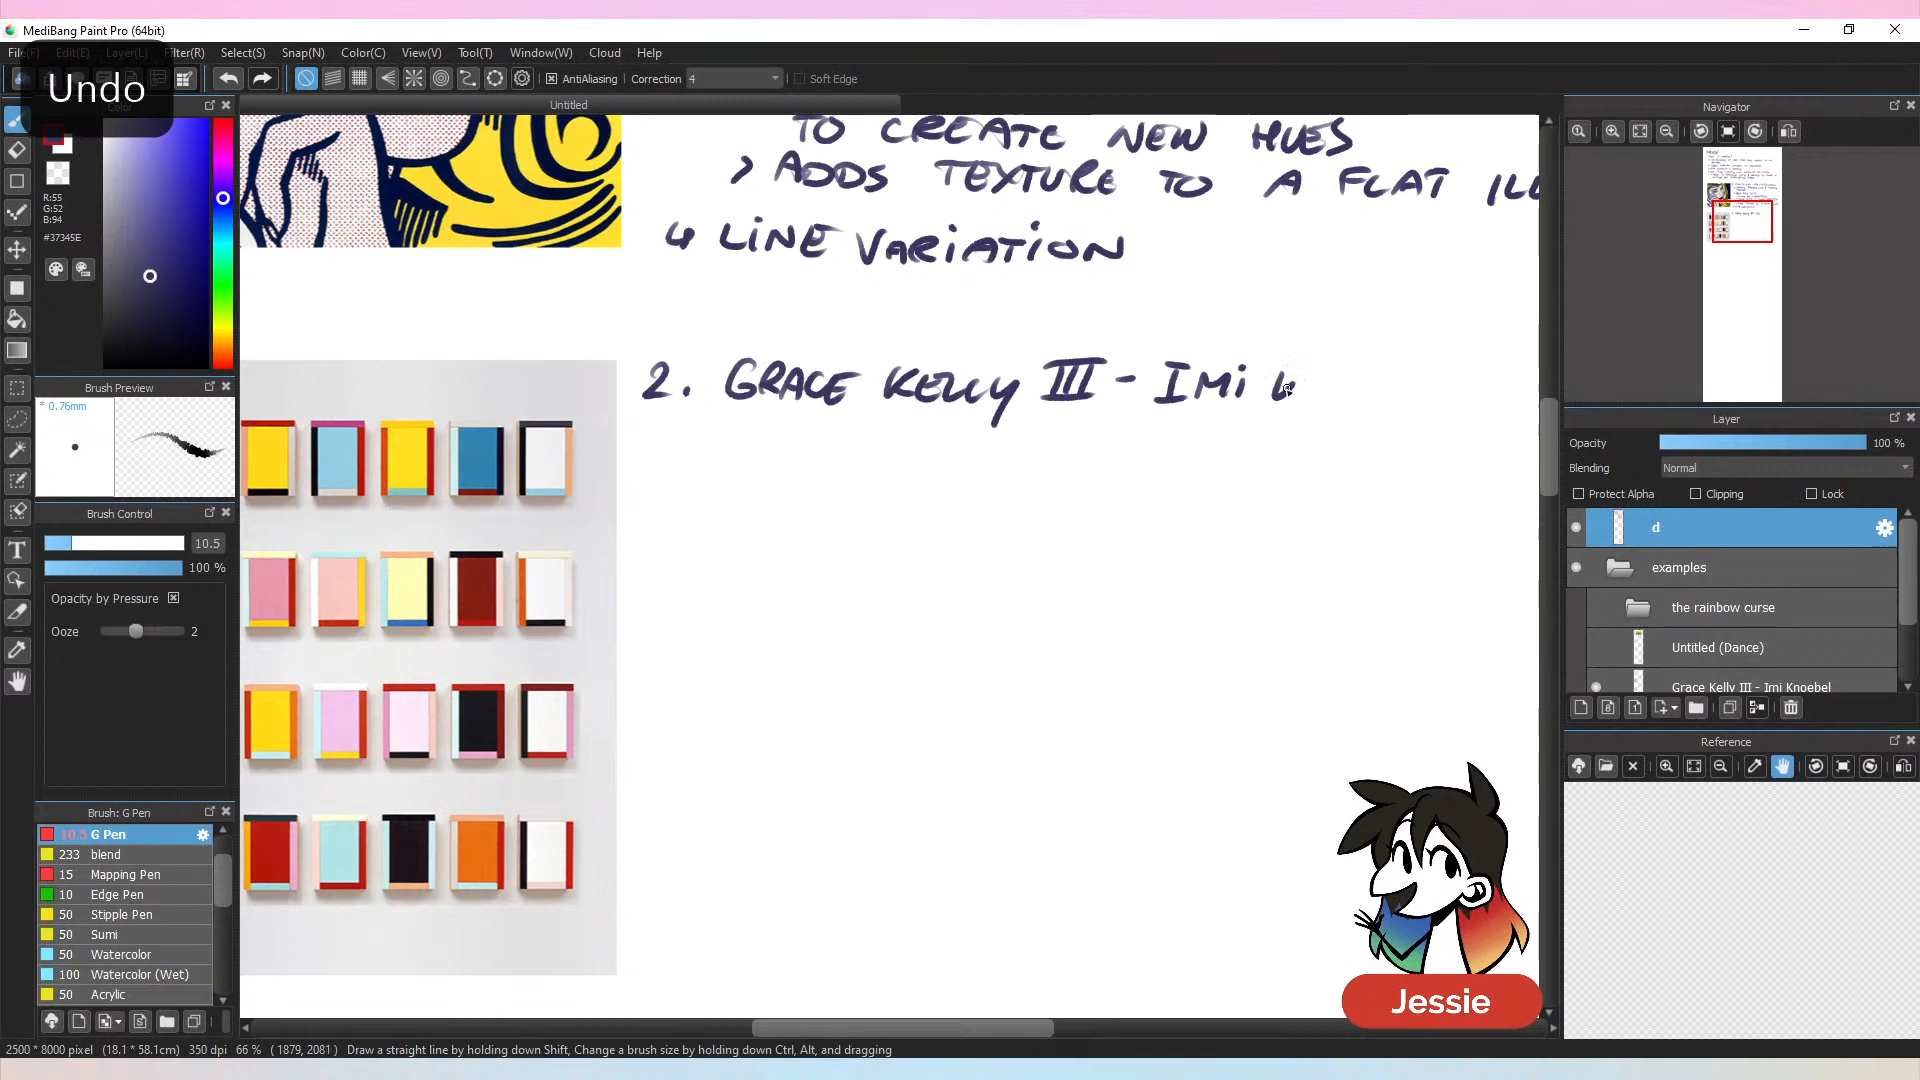 MediBang Paint Pro (64bit)
File(F) Edit(E) Layer(L) Filter(R) Select(S) Snap(N) Color(C) View(V) Tool(T) Window(W) Cloud Help
Undo
AntiAliasing Correction 4 Soft Edge
Color
Untitled
Navigator
R:55
G:52
B:94
#37345E
Brush Preview
* 0.76mm
Brush Control
10.5
100 %
Opacity by Pressure
Ooze 2
Brush: G Pen
10.5 G Pen
233 blend
15 Mapping Pen
10 Edge Pen
50 Stipple Pen
50 Sumi
50 Watercolor
100 Watercolor (Wet)
50 Acrylic
TO CREATE NEW HUES
> ADDS TEXTURE TO A FLAT
LINE VARIATION
2. GRACE KELLY III - IMi
Layer
Opacity 100 %
Blending Normal
Protect Alpha Clipping Lock
d
examples
the rainbow curse
Untitled (Dance)
Grace Kelly III - Imi Knoebel
Reference
Jessie
2500 * 8000 pixel (18.1 * 58.1cm) 350 dpi 66 % ( 1879, 2081 ) Draw a straight line by holding down Shift, Change a brush size by holding down Ctrl, Alt, and dragging